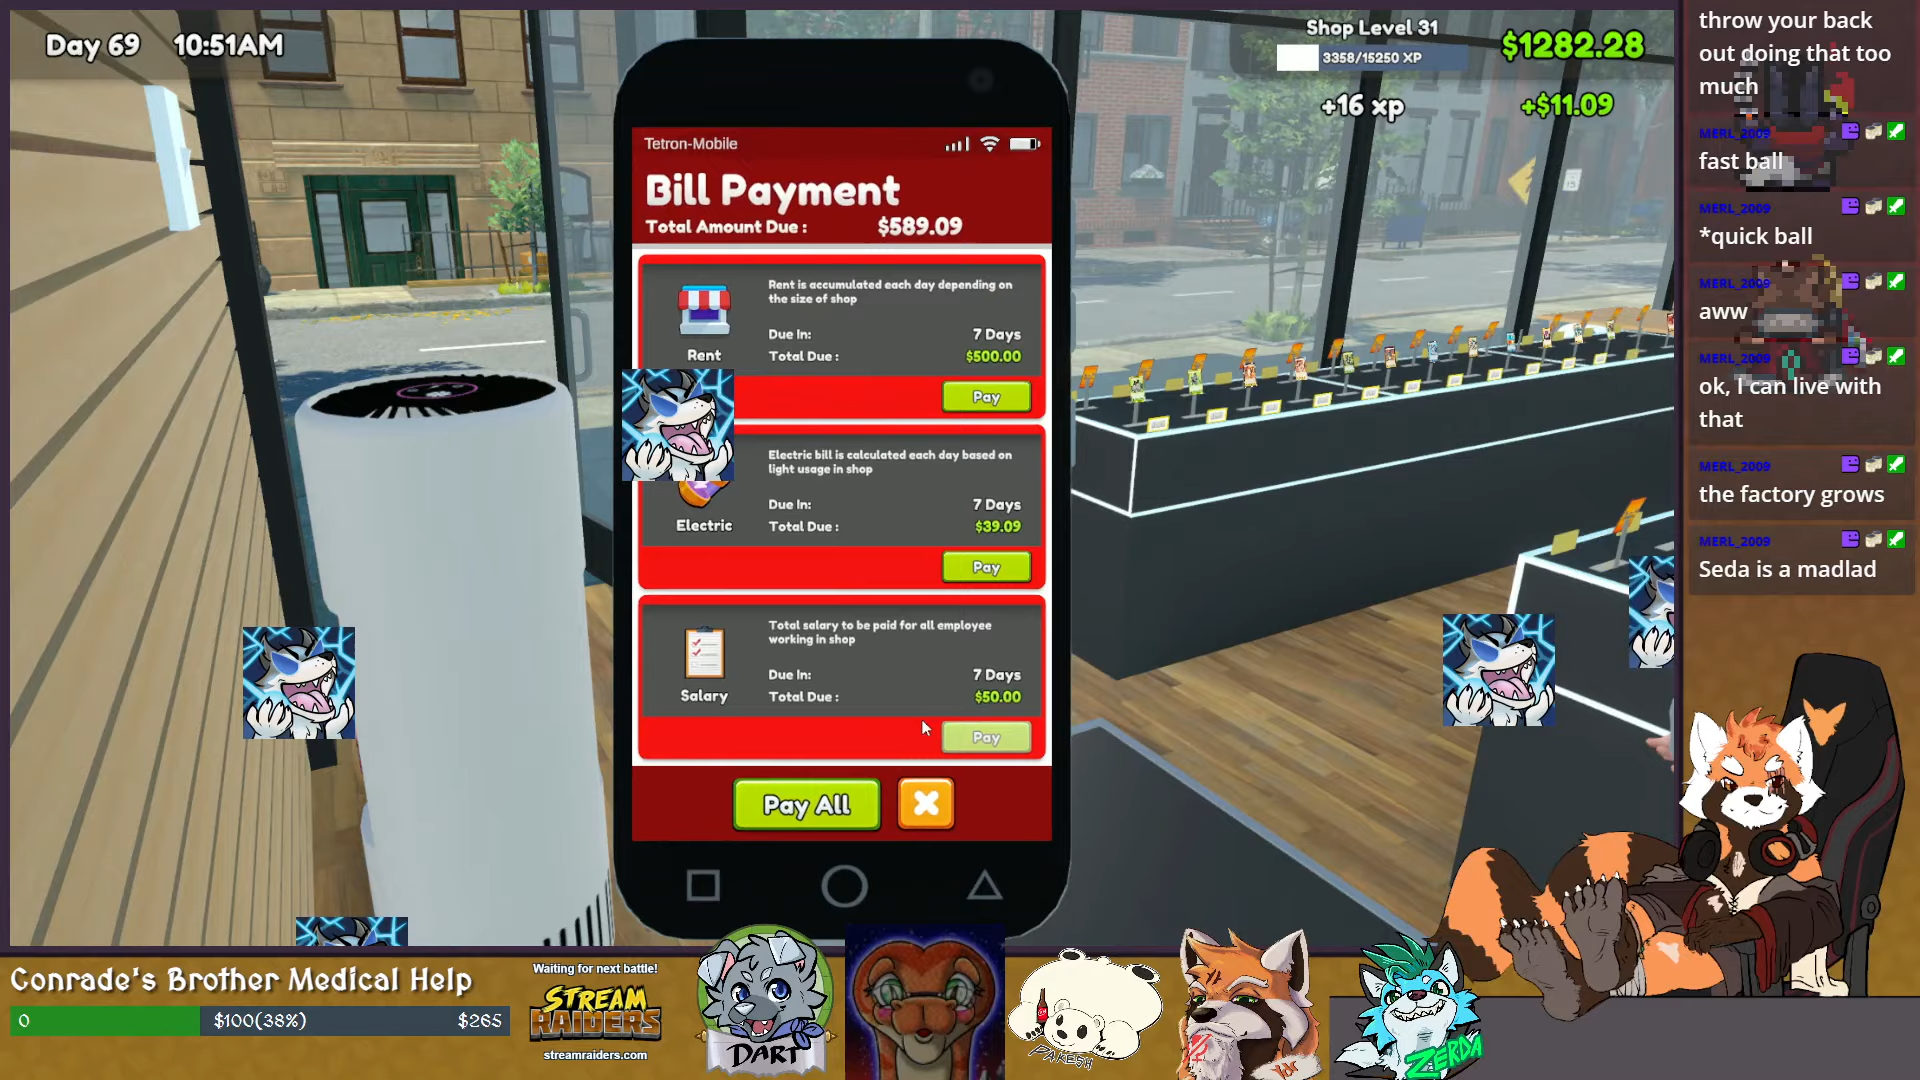 Day 69 10:51AM
Shop Level 31
3358/15250 XP
$1282.28
+16 xp
+$11.09
Tetron-Mobile
Bill Payment
Total Amount Due : $589.09
Rent is accumulated each day depending on
the size of shop
Due In: 7 Days
Rent
Total Due : $500.00
Pay
Electric bill is calculated each day based on
light usage in shop
Due In: 7 Days
Electric
Total Due : $39.09
Pay
Total salary to be paid for all employee
working in shop
Due In: 7 Days
Salary
Total Due : $50.00
Pay
Pay All
throw your back
out doing that too
much
MERL_2009
fast ball
MERL_2009
*quick ball
MERL_2009
aww
MERL_2009
ok, I can live with
that
MERL_2009
the factory grows
MERL_2009
Seda is a madlad
Conrade's Brother Medical Help
0 $100(38%) $265
Waiting for next battle!
STREAM
RAIDERS
streamraiders.com
DART
PAKESH
ZERDA